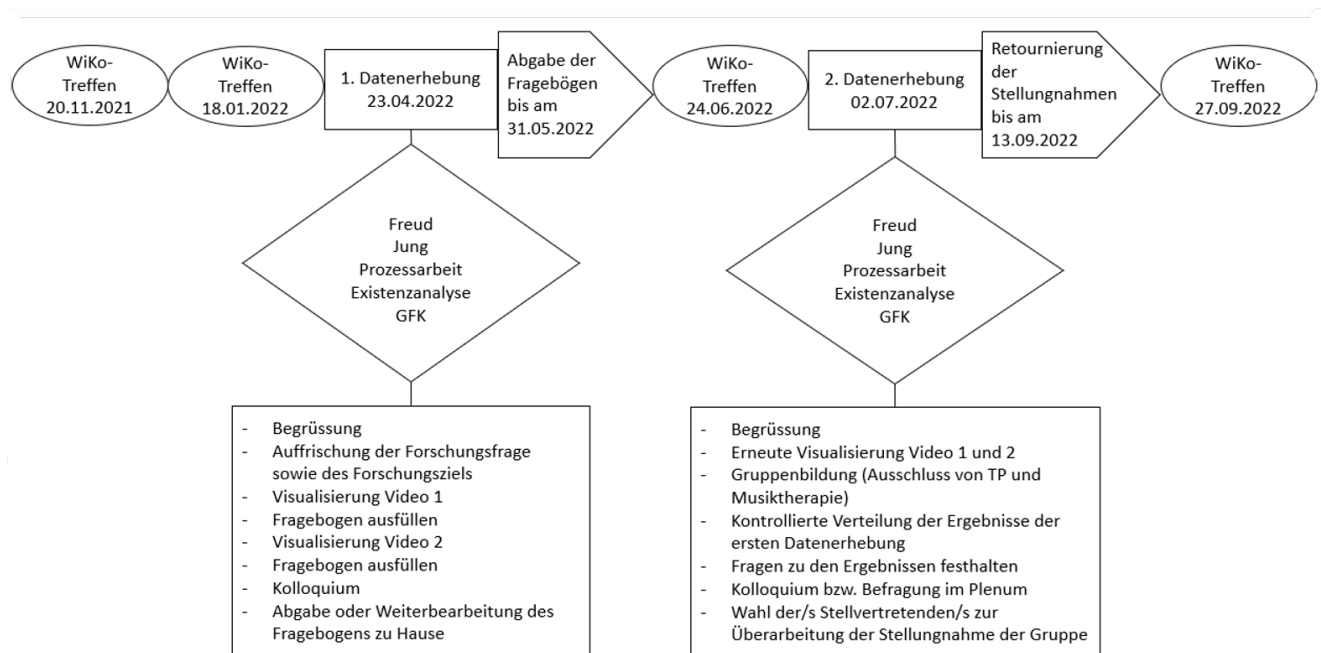 WiKo-
Treffen
20.11.2021
WiKo-
Treffen
18.01.2022
1. Datenerhebung
23.04.2022
Abgabe der
Fragebögen
bis am
31.05.2022
WiKo-
Treffen
24.06.2022
2. Datenerhebung
02.07.2022
Retournierung
der
Stellungnahmen
bis am
13.09.2022
WiKo-
Treffen
27.09.2022
Freud
Jung
Prozessarbeit
Existenzanalyse
GFK
Freud
Jung
Prozessarbeit
Existenzanalyse
GFK
- Begrüssung
- Auffrischung der Forschungsfrage
sowie des Forschungsziels
- Visualisierung Video 1
- Fragebogen ausfüllen
- Visualisierung Video 2
- Fragebogen ausfüllen
- Kolloquium
- Abgabe oder Weiterbearbeitung des
Fragebogens zu Hause
- Begrüssung
- Erneute Visualisierung Video 1 und 2
- Gruppenbildung (Ausschluss von TP und
Musiktherapie)
- Kontrollierte Verteilung der Ergebnisse der
ersten Datenerhebung
- Fragen zu den Ergebnissen festhalten
- Kolloquium bzw. Befragung im Plenum
- Wahl der/s Stellvertretenden/s zur
Überarbeitung der Stellungnahme der Gruppe